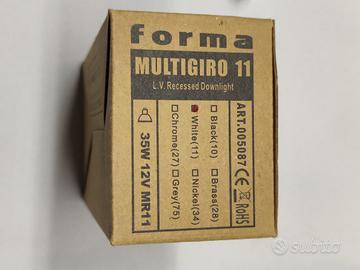 forma
MULTIGIRO 11
L.V. Recessed Downlight
35W 12V MR11
Chrome(27)
Grey(75)
White(11)
Nickel(34)
Black(10)
Brass(28)
ART.005087
CE
RoHS
subito